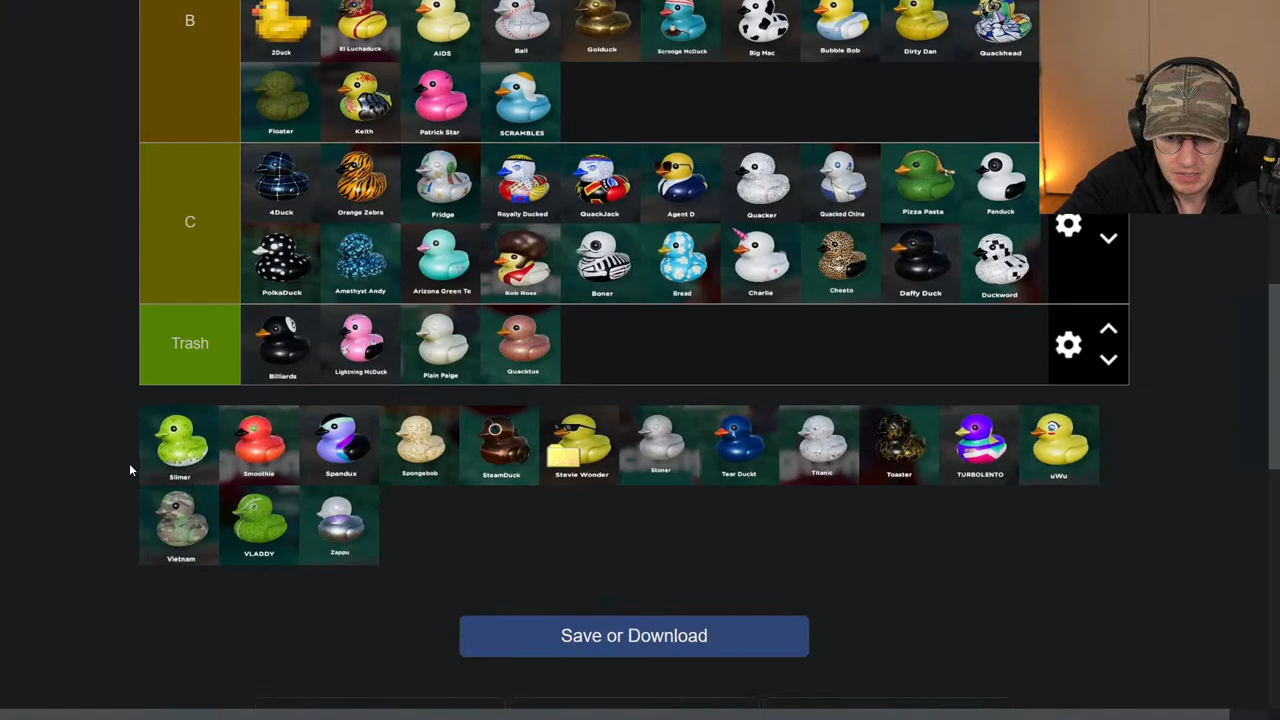 B
2Duck El Luchaduck AIDS Ball Golduck Scrooge McDuck Big Mac Bubble Bob Dirty Dan Quackhead
Floater Keith Patrick Star SCRAMBLES
C
4Duck Orange Zebra Fridge Royally Ducked QuackJack Agent D Quacker Quacked China Pizza Pasta Panduck
PolkaDuck Amethyst Andy Arizona Green Te Bob Ross Boner Bread Charlie Cheeto Daffy Duck Duckword
Trash
Billiards Lightning McDuck Plain Paige Quacktus
Slimer Smoothie Spandux Spongebob SteamDuck Stevie Wonder Stoner Tear Duckt Titanic Toaster TURBOLENTO uWu
Vietnam VLADDY Zappu
Save or Download